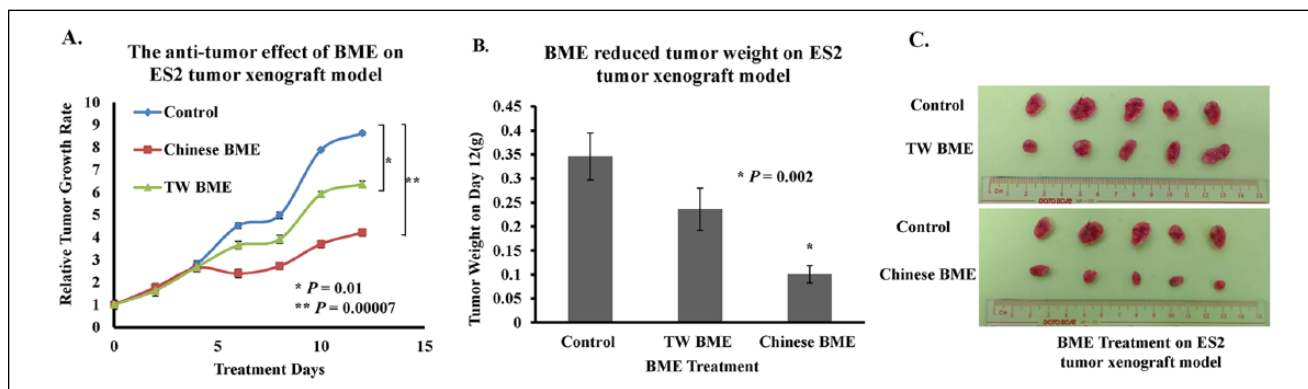 A.
The anti-tumor effect of BME on
ES2 tumor xenograft model
Relative Tumor Growth Rate
10
9
8
7
6
5
4
3
2
1
0
Control
Chinese BME
TW BME
*
**
* P = 0.01
** P = 0.00007
0
5
10
15
Treatment Days
B.
BME reduced tumor weight on ES2
tumor xenograft model
Tumor Weight on Day 12(g)
0.45
0.4
0.35
0.3
0.25
0.2
0.15
0.1
0.05
0
* P = 0.002
*
Control
TW BME
Chinese BME
BME Treatment
C.
Control
TW BME
Control
Chinese BME
BME Treatment on ES2
tumor xenograft model